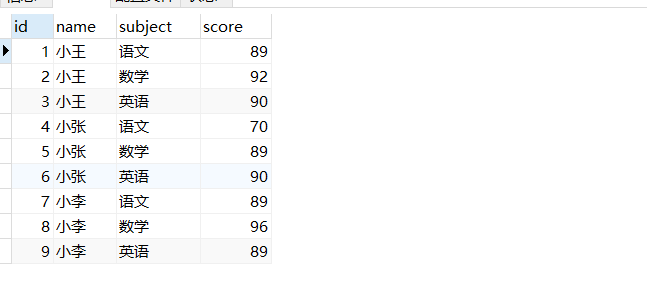 id name subject score
1 小王 语文 89
2 小王 数学 92
3 小王 英语 90
4 小张 语文 70
5 小张 数学 89
6 小张 英语 90
7 小李 语文 89
8 小李 数学 96
9 小李 英语 89